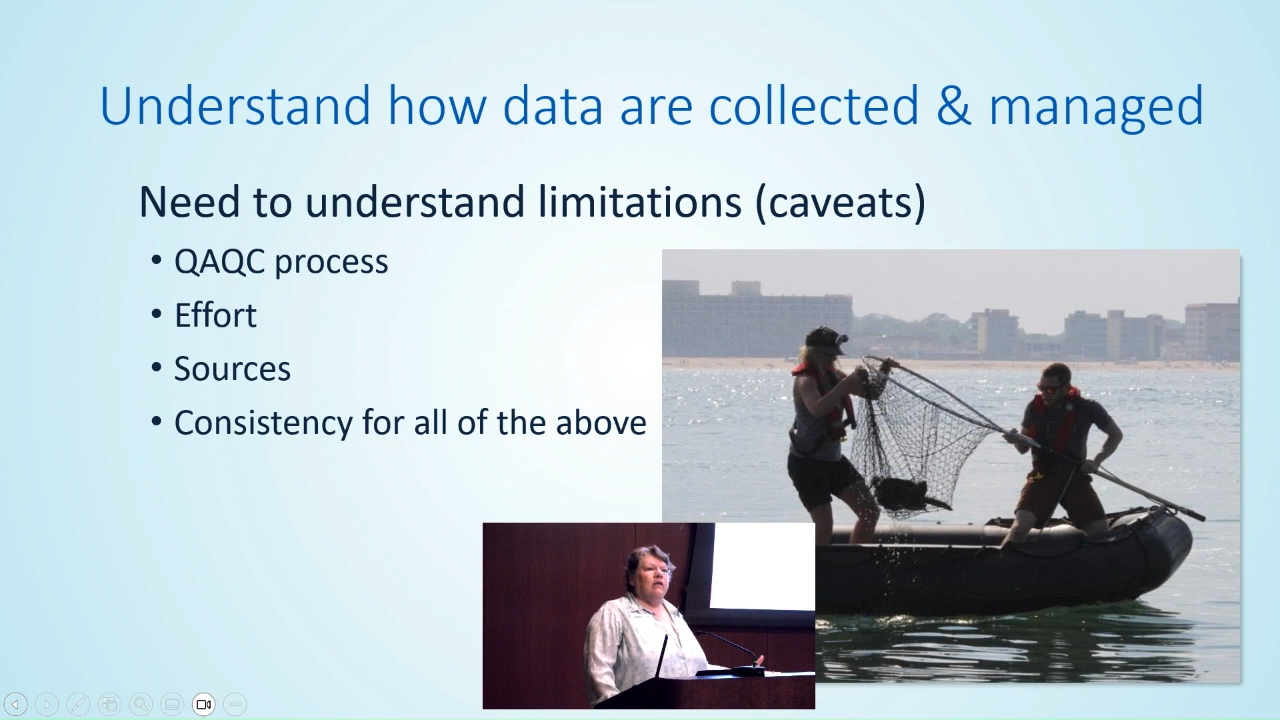 Understand how data are collected & managed
Need to understand limitations (caveats)
• QAQC process
• Effort
• Sources
• Consistency for all of the above